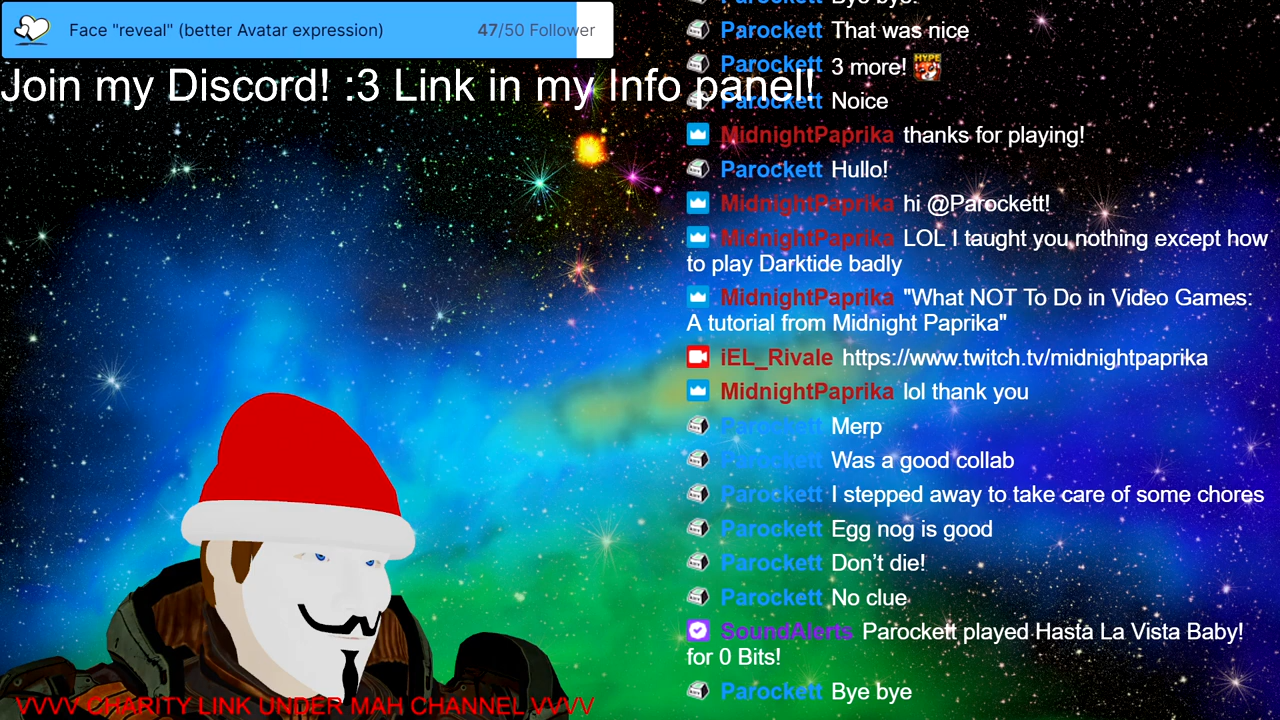 Face "reveal" (better Avatar expression) 47/50 Follower
Join my Discord! :3 Link in my Info panel!
Parockett Bye bye!
Parockett That was nice
Parockett 3 more! HYPE
Parockett Noice
MidnightPaprika thanks for playing!
Parockett Hullo!
MidnightPaprika hi @Parockett!
MidnightPaprika LOL I taught you nothing except how
to play Darktide badly
MidnightPaprika "What NOT To Do in Video Games:
A tutorial from Midnight Paprika"
iEL_Rivale https://www.twitch.tv/midnightpaprika
MidnightPaprika lol thank you
Parockett Merp
Parockett Was a good collab
Parockett I stepped away to take care of some chores
Parockett Egg nog is good
Parockett Don’t die!
Parockett No clue
SoundAlerts Parockett played Hasta La Vista Baby!
for 0 Bits!
Parockett Bye bye
VVVV CHARITY LINK UNDER MAH CHANNEL VVVV